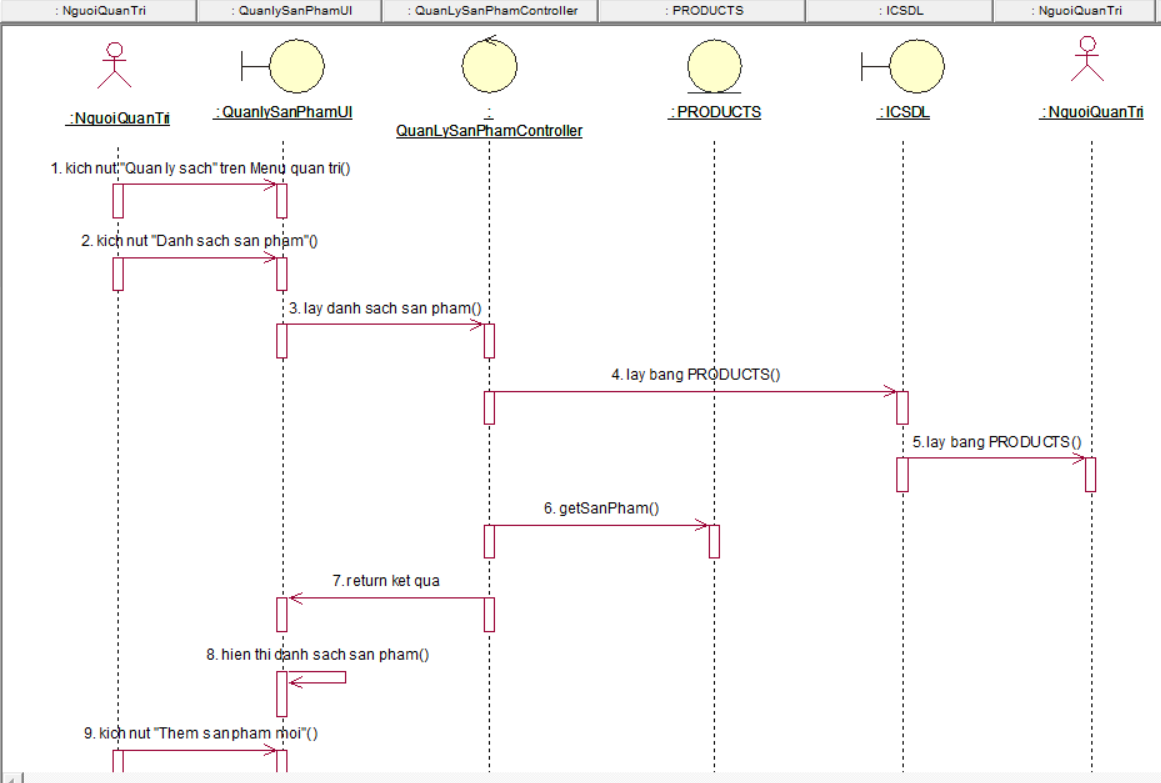 : NguoiQuanTri
: QuanlySanPhamUI
: QuanLySanPhamController
: PRODUCTS
: ICSDL
: NguoiQuanTri
:NguoiQuanTri
: QuanlySanPhamUI
:
QuanLySanPhamController
: PRODUCTS
: ICSDL
: NguoiQuanTri
1. kich nut "Quan ly sach" tren Menu quan tri()
2. kich nut "Danh sach san pham"()
3. lay danh sach san pham()
4. lay bang PRODUCTS()
5. lay bang PRODUCTS()
6. getSanPham()
7. return ket qua
8. hien thi danh sach san pham()
9. kich nut "Them sanpham moi"()